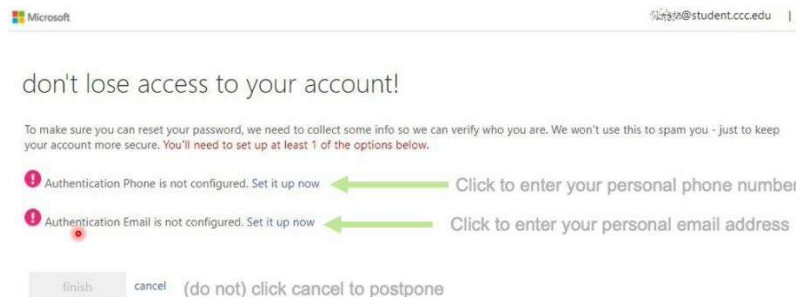 Microsoft
@student.ccc.edu |
don't lose access to your account!
To make sure you can reset your password, we need to collect some info so we can verify who you are. We won't use this to spam you - just to keep
your account more secure. You'll need to set up at least 1 of the options below.
Authentication Phone is not configured. Set it up now
Click to enter your personal phone number
Authentication Email is not configured. Set it up now
Click to enter your personal email address
finish cancel (do not) click cancel to postpone